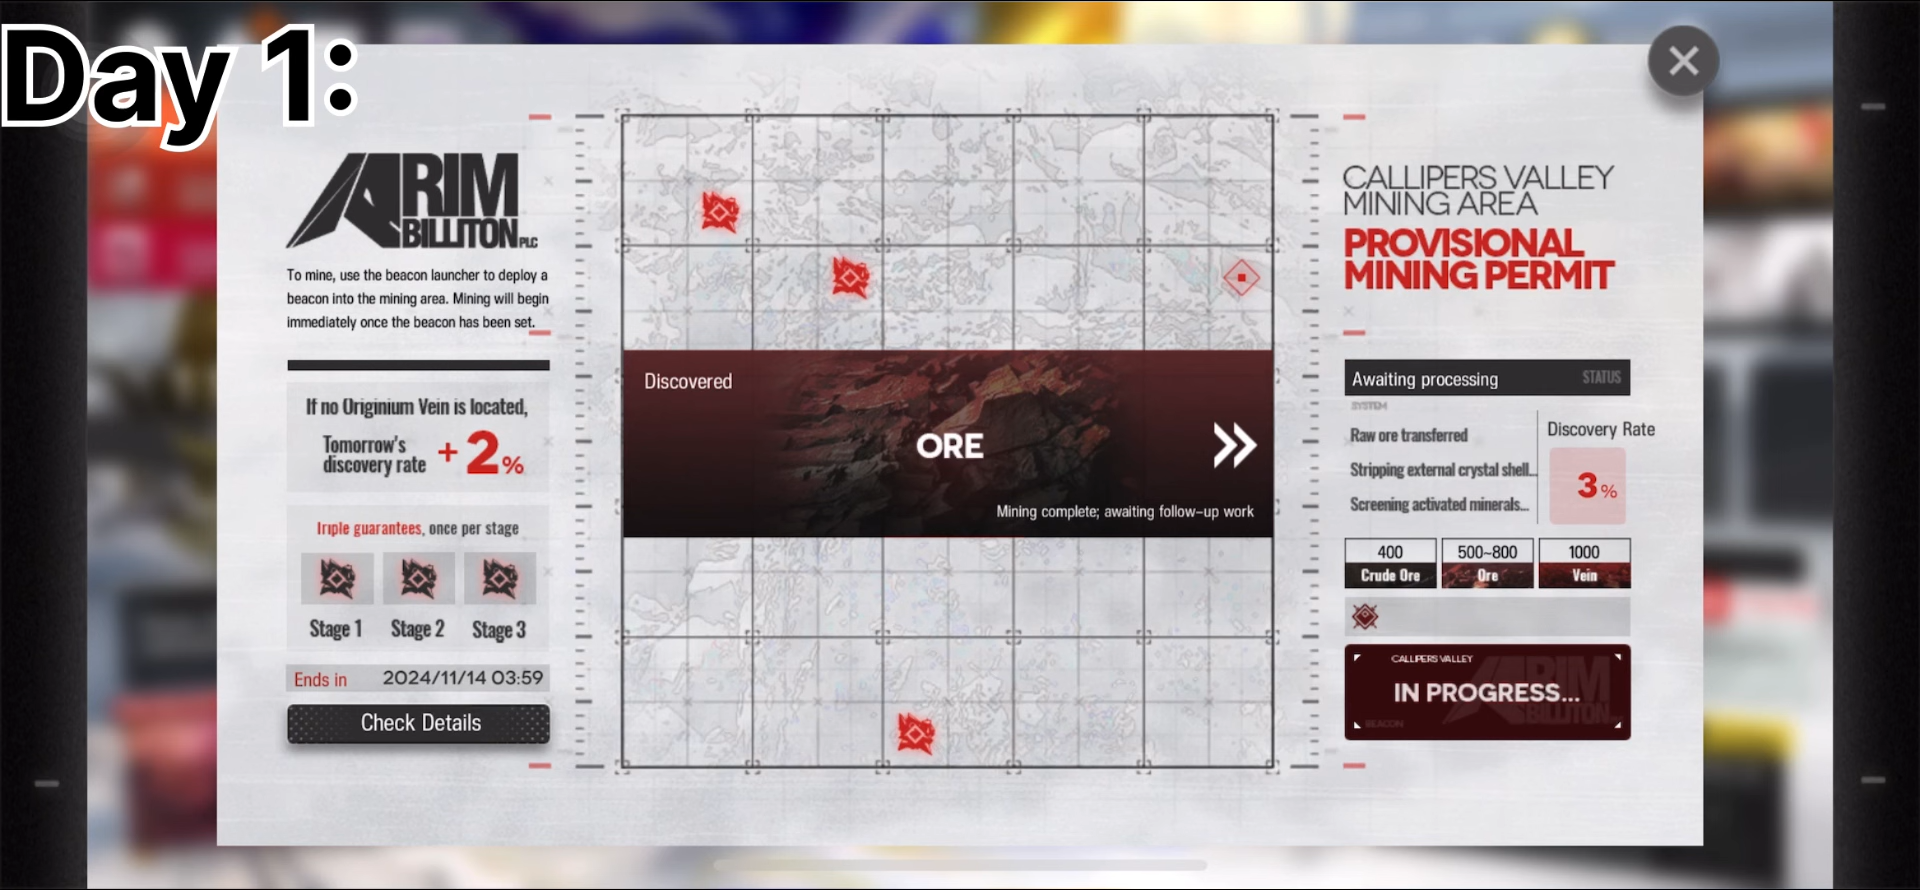 Day 1:
RIM
BILLITON PLC
To mine, use the beacon launcher to deploy a
beacon into the mining area. Mining will begin
immediately once the beacon has been set.
If no Originium Vein is located,
Tomorrow's
discovery rate
+ 2%
Triple guarantees, once per stage
Stage 1
Stage 2
Stage 3
Ends in
2024/11/14 03:59
Check Details
Discovered
ORE
Mining complete; awaiting follow-up work
CALLIPERS VALLEY
MINING AREA
PROVISIONAL
MINING PERMIT
Awaiting processing
STATUS
SYSTEM
Raw ore transferred
Stripping external crystal shell...
Screening activated minerals...
Discovery Rate
3%
400
Crude Ore
500~800
Ore
1000
Vein
CALLIPERS VALLEY
IN PROGRESS...
RIM
BILLITON
BEACON